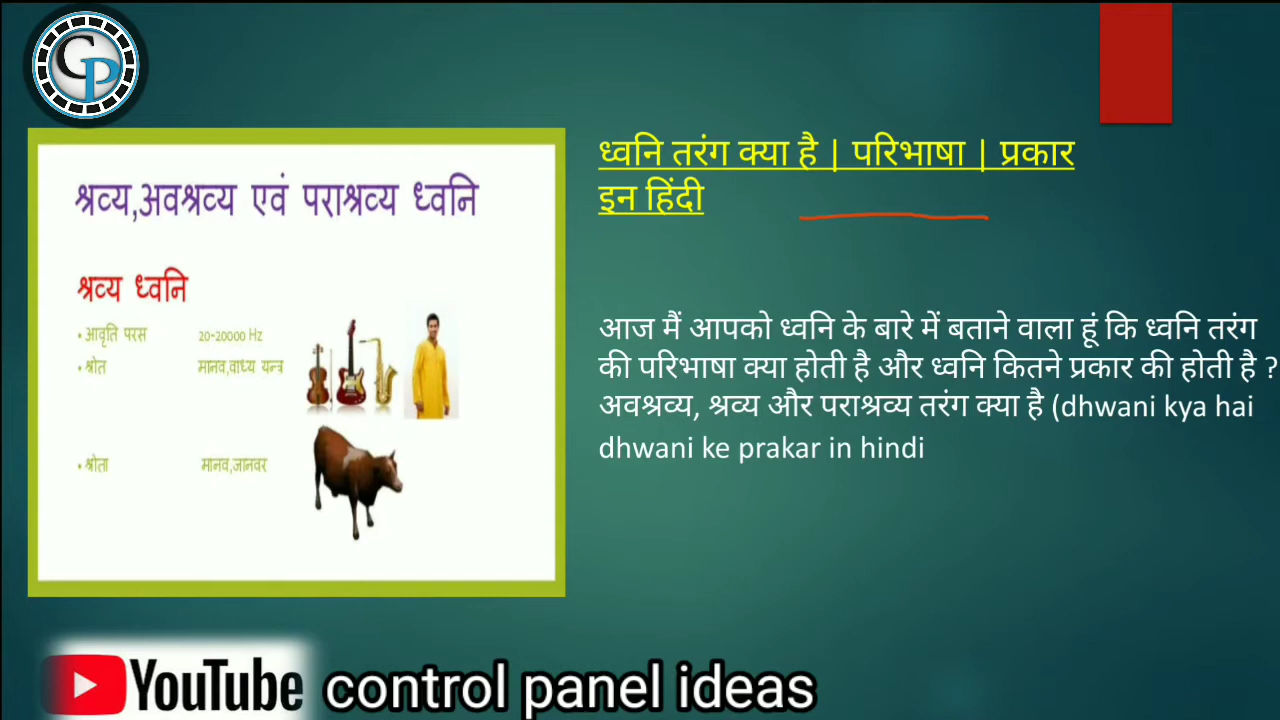 CP
श्रव्य,अवश्रव्य एवं पराश्रव्य ध्वनि
श्रव्य ध्वनि
• आवृति परस 20-20000 Hz
• श्रोत मानव,वाध्य यन्त्र
• श्रोता मानव,जानवर
ध्वनि तरंग क्या है | परिभाषा | प्रकार
इन हिंदी
आज मैं आपको ध्वनि के बारे में बताने वाला हूं कि ध्वनि तरंग
की परिभाषा क्या होती है और ध्वनि कितने प्रकार की होती है ?
अवश्रव्य, श्रव्य और पराश्रव्य तरंग क्या है (dhwani kya hai
dhwani ke prakar in hindi
YouTube control panel ideas